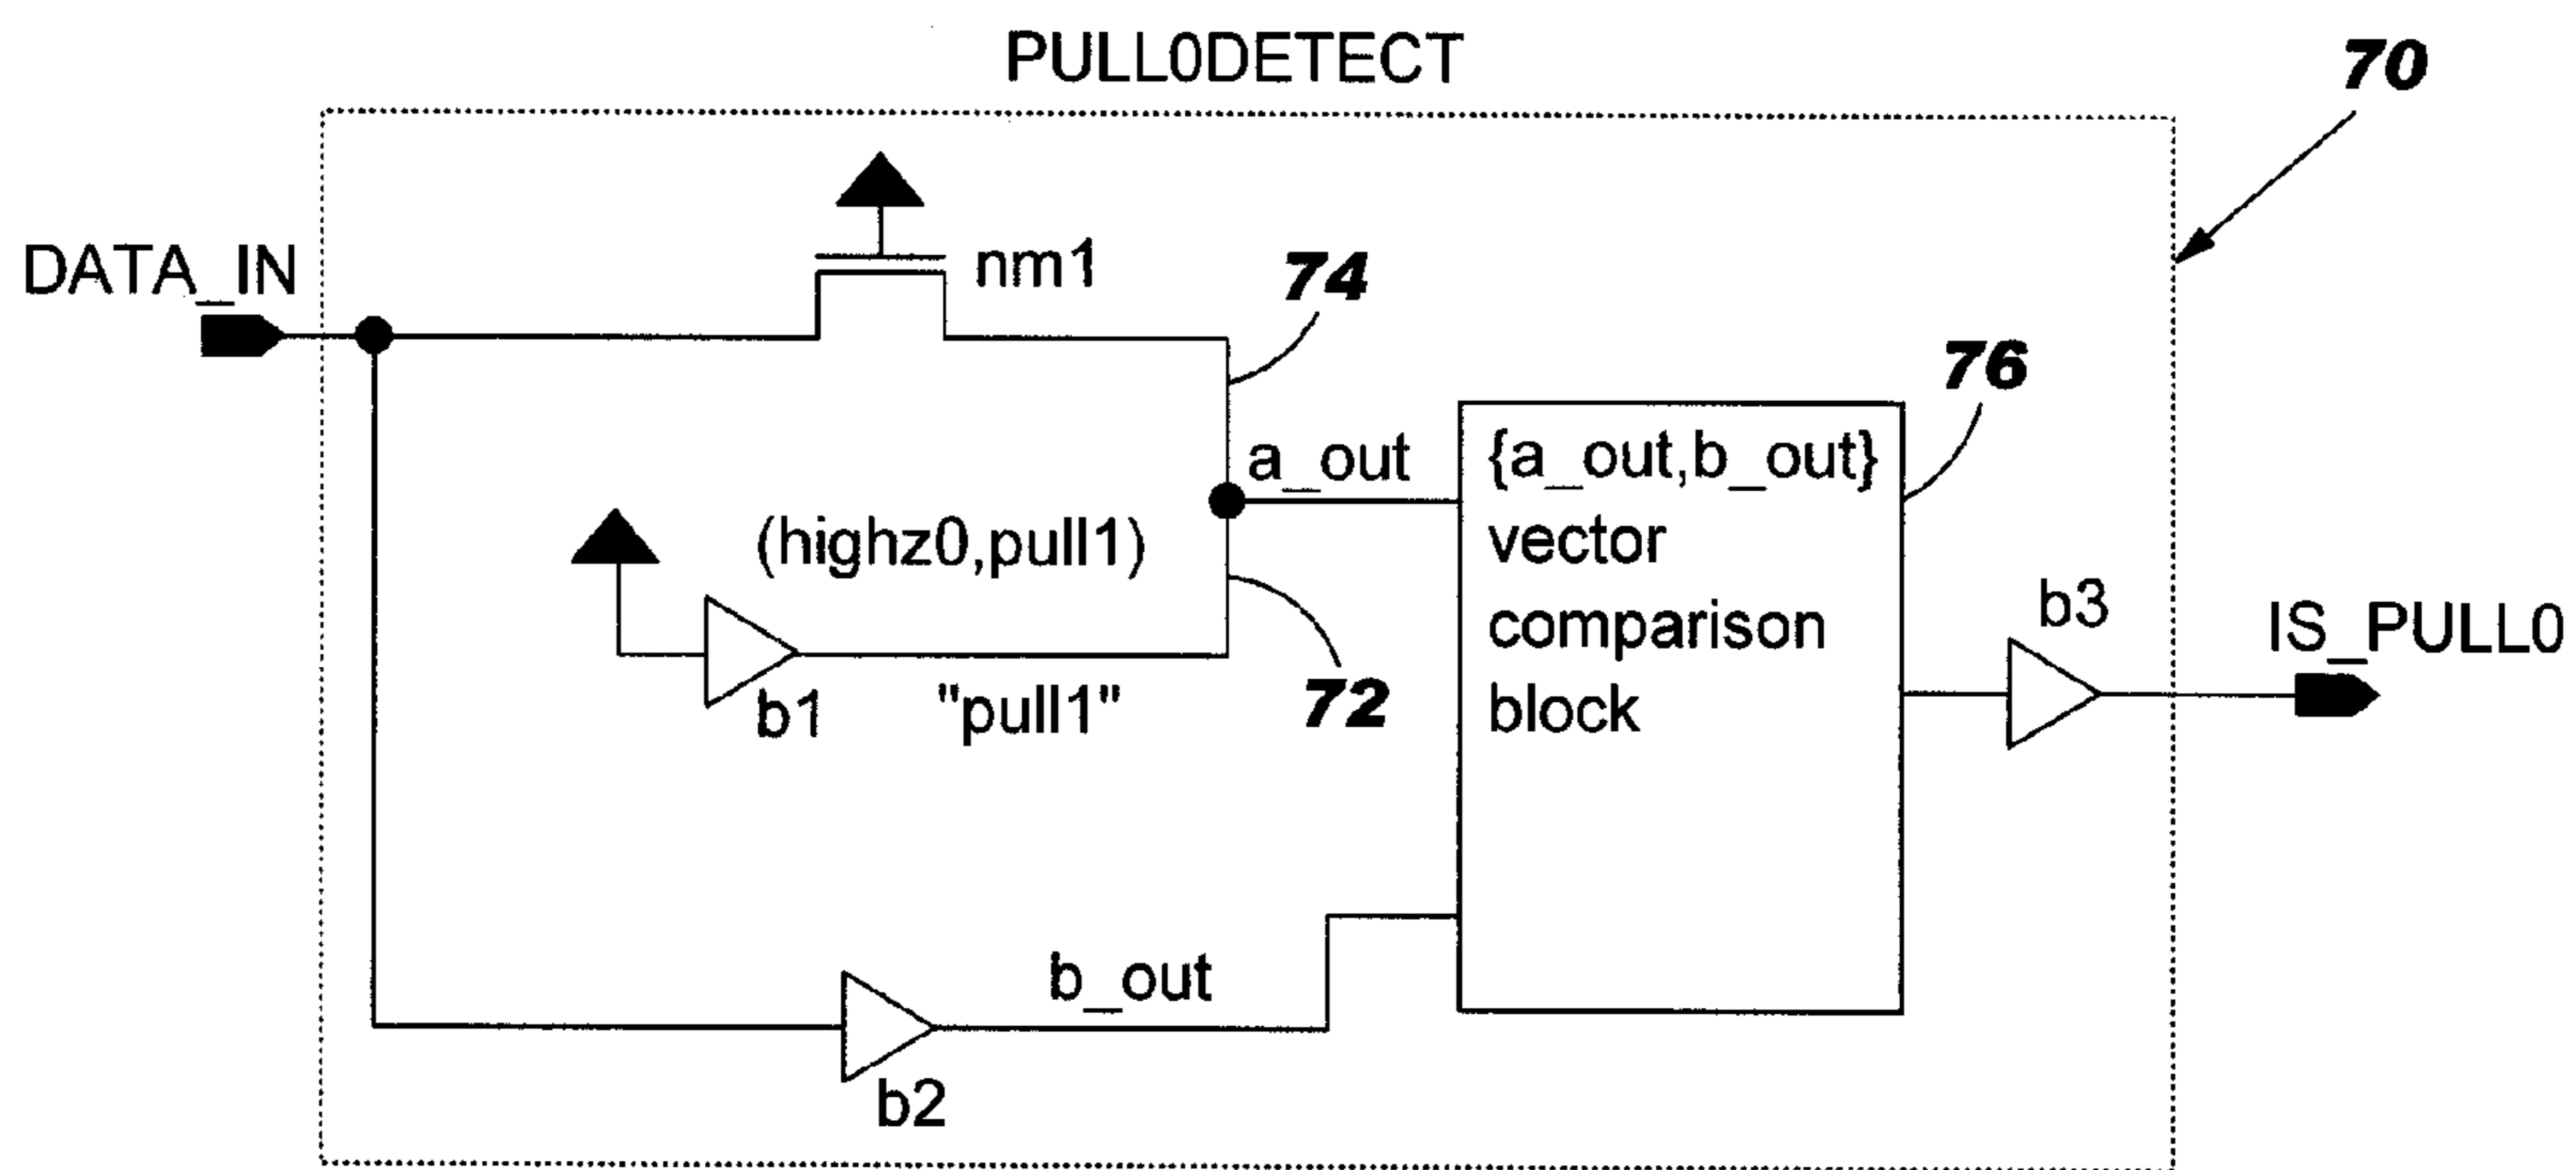 PULL0DETECT
70
DATA_IN
nm1
74
76
a_out
{a_out,b_out}
vector
comparison
block
(highz0,pull1)
b1
"pull1"
72
b3
IS_PULL0
b_out
b2